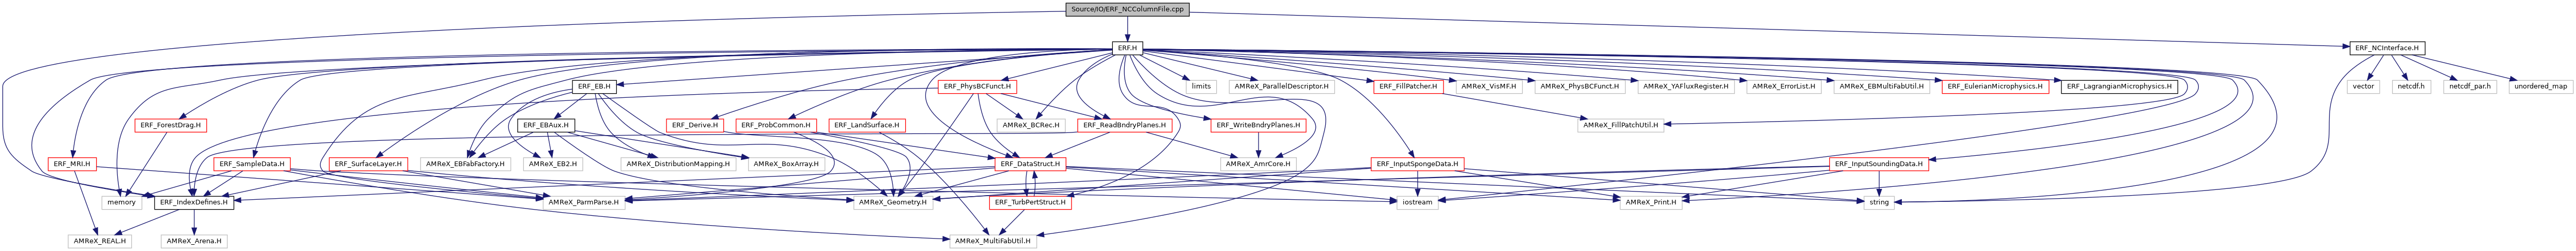 Source/IO/ERF_NCColumnFile.cpp
ERF.H
ERF_NCInterface.H
ERF_EB.H
ERF_PhysBCFunct.H
limits
AMReX_ParallelDescriptor.H
ERF_FillPatcher.H
AMReX_VisMF.H
AMReX_PhysBCFunct.H
AMReX_YAFluxRegister.H
AMReX_ErrorList.H
AMReX_EBMultiFabUtil.H
ERF_EulerianMicrophysics.H
ERF_LagrangianMicrophysics.H
vector
netcdf.h
netcdf_par.h
unordered_map
ERF_ForestDrag.H
ERF_EBAux.H
ERF_Derive.H
ERF_ProbCommon.H
ERF_LandSurface.H
AMReX_BCRec.H
ERF_ReadBndryPlanes.H
ERF_WriteBndryPlanes.H
AMReX_FillPatchUtil.H
ERF_MRI.H
ERF_SampleData.H
ERF_SurfaceLayer.H
AMReX_EBFabFactory.H
AMReX_EB2.H
AMReX_DistributionMapping.H
AMReX_BoxArray.H
ERF_DataStruct.H
AMReX_AmrCore.H
ERF_InputSpongeData.H
ERF_InputSoundingData.H
memory
ERF_IndexDefines.H
AMReX_ParmParse.H
AMReX_Geometry.H
ERF_TurbPertStruct.H
iostream
AMReX_Print.H
string
AMReX_REAL.H
AMReX_Arena.H
AMReX_MultiFabUtil.H